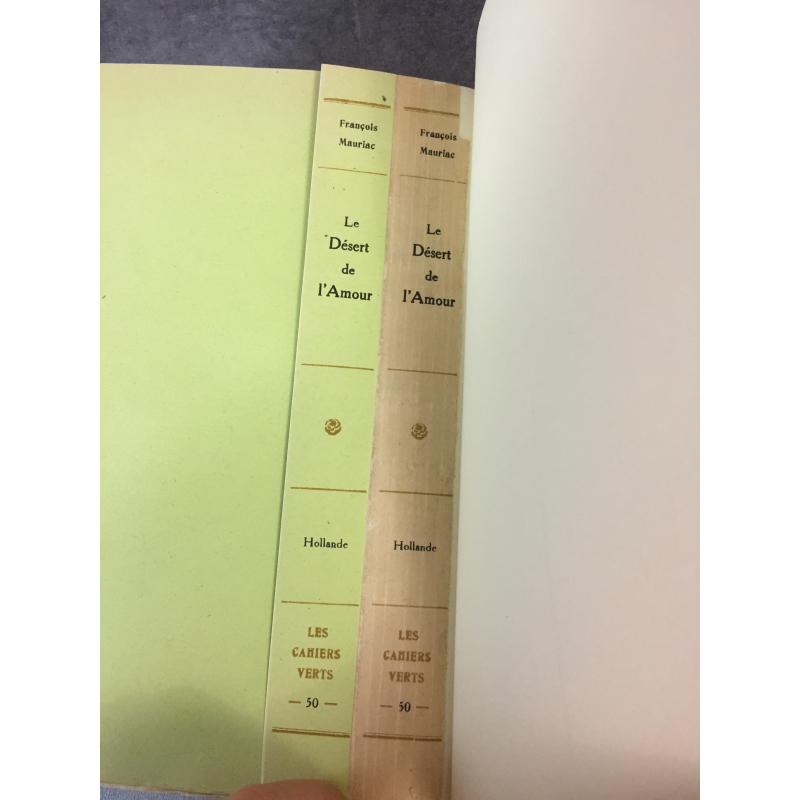 François
Mauriac
Le
Désert
de
l'Amour
Hollande
LES
CAHIERS
VERTS
— 50 —
François
Mauriac
Le
Désert
de
l'Amour
Hollande
LES
CAHIERS
VERTS
— 50 —